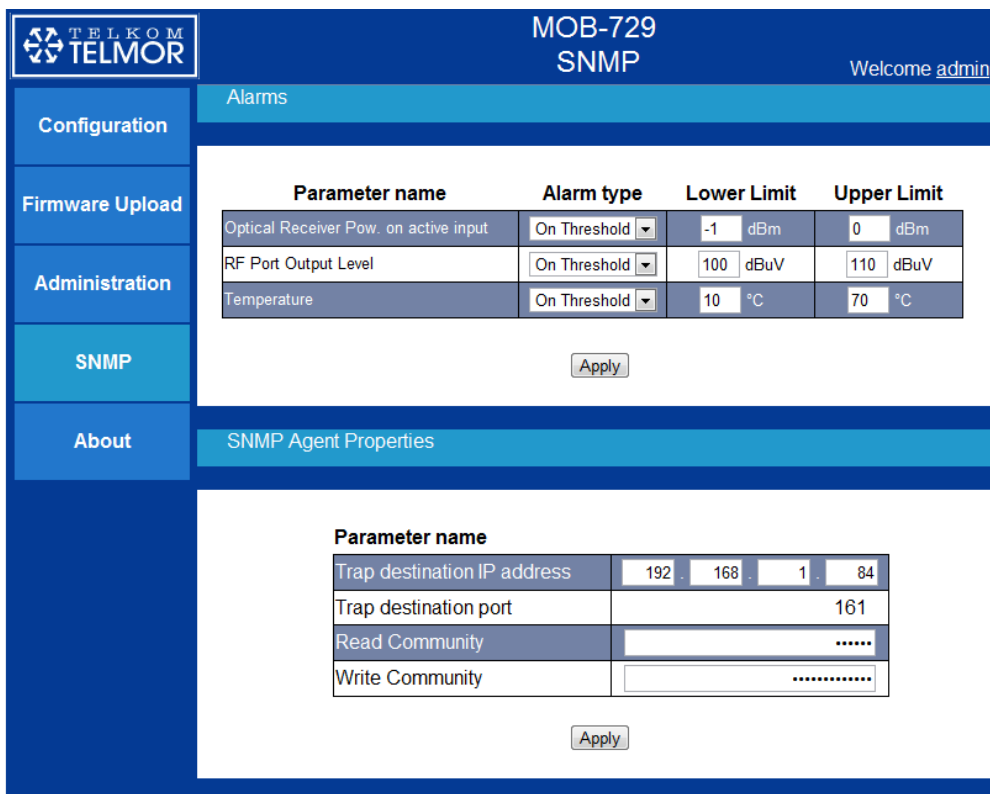 TELKOM
TELMOR
MOB-729
SNMP
Welcome admin
Configuration
Firmware Upload
Administration
SNMP
About
Alarms
Parameter name Alarm type Lower Limit Upper Limit
Optical Receiver Pow. on active input On Threshold -1 dBm 0 dBm
RF Port Output Level On Threshold 100 dBuV 110 dBuV
Temperature On Threshold 10 °C 70 °C
Apply
SNMP Agent Properties
Parameter name
Trap destination IP address 192 . 168 . 1 . 84
Trap destination port 161
Read Community ••••••
Write Community •••••••••••••
Apply